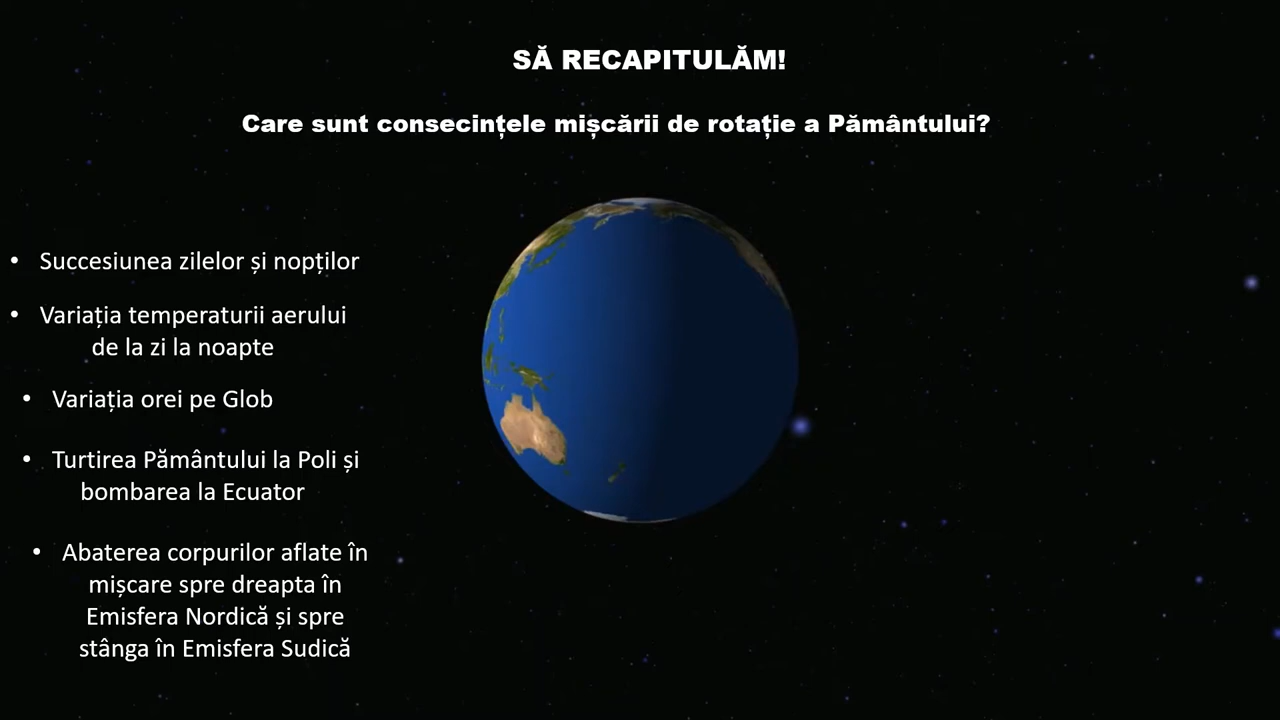 SĂ RECAPITULĂM!
Care sunt consecințele mișcării de rotație a Pământului?
• Succesiunea zilelor și nopților
• Variația temperaturii aerului
de la zi la noapte
• Variația orei pe Glob
• Turtirea Pământului la Poli și
bombarea la Ecuator
• Abaterea corpurilor aflate în
mișcare spre dreapta în
Emisfera Nordică și spre
stânga în Emisfera Sudică